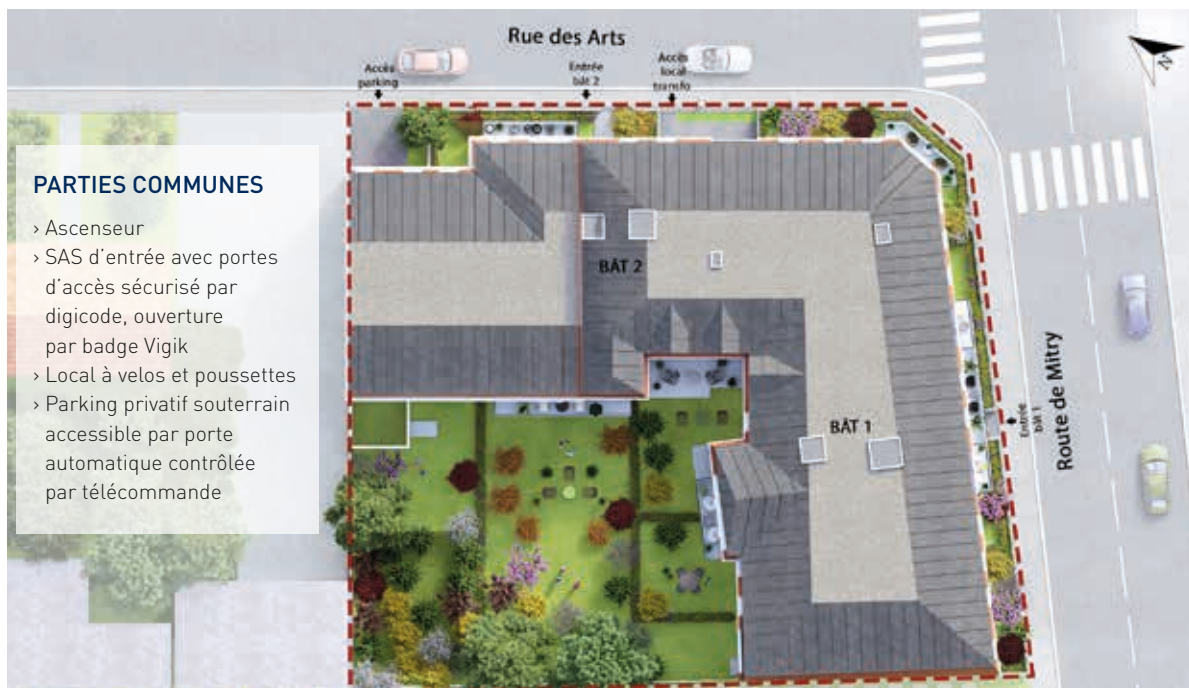 Rue des Arts
Accès
parking
Entrée
bât 2
Accès
local
transfo
N
PARTIES COMMUNES
› Ascenseur
› SAS d'entrée avec portes
d'accès sécurisé par
digicode, ouverture
par badge Vigik
› Local à velos et poussettes
› Parking privatif souterrain
accessible par porte
automatique contrôlée
par télécommande
BÂT 2
BÂT 1
Entrée
bât 1
Route de Mitry